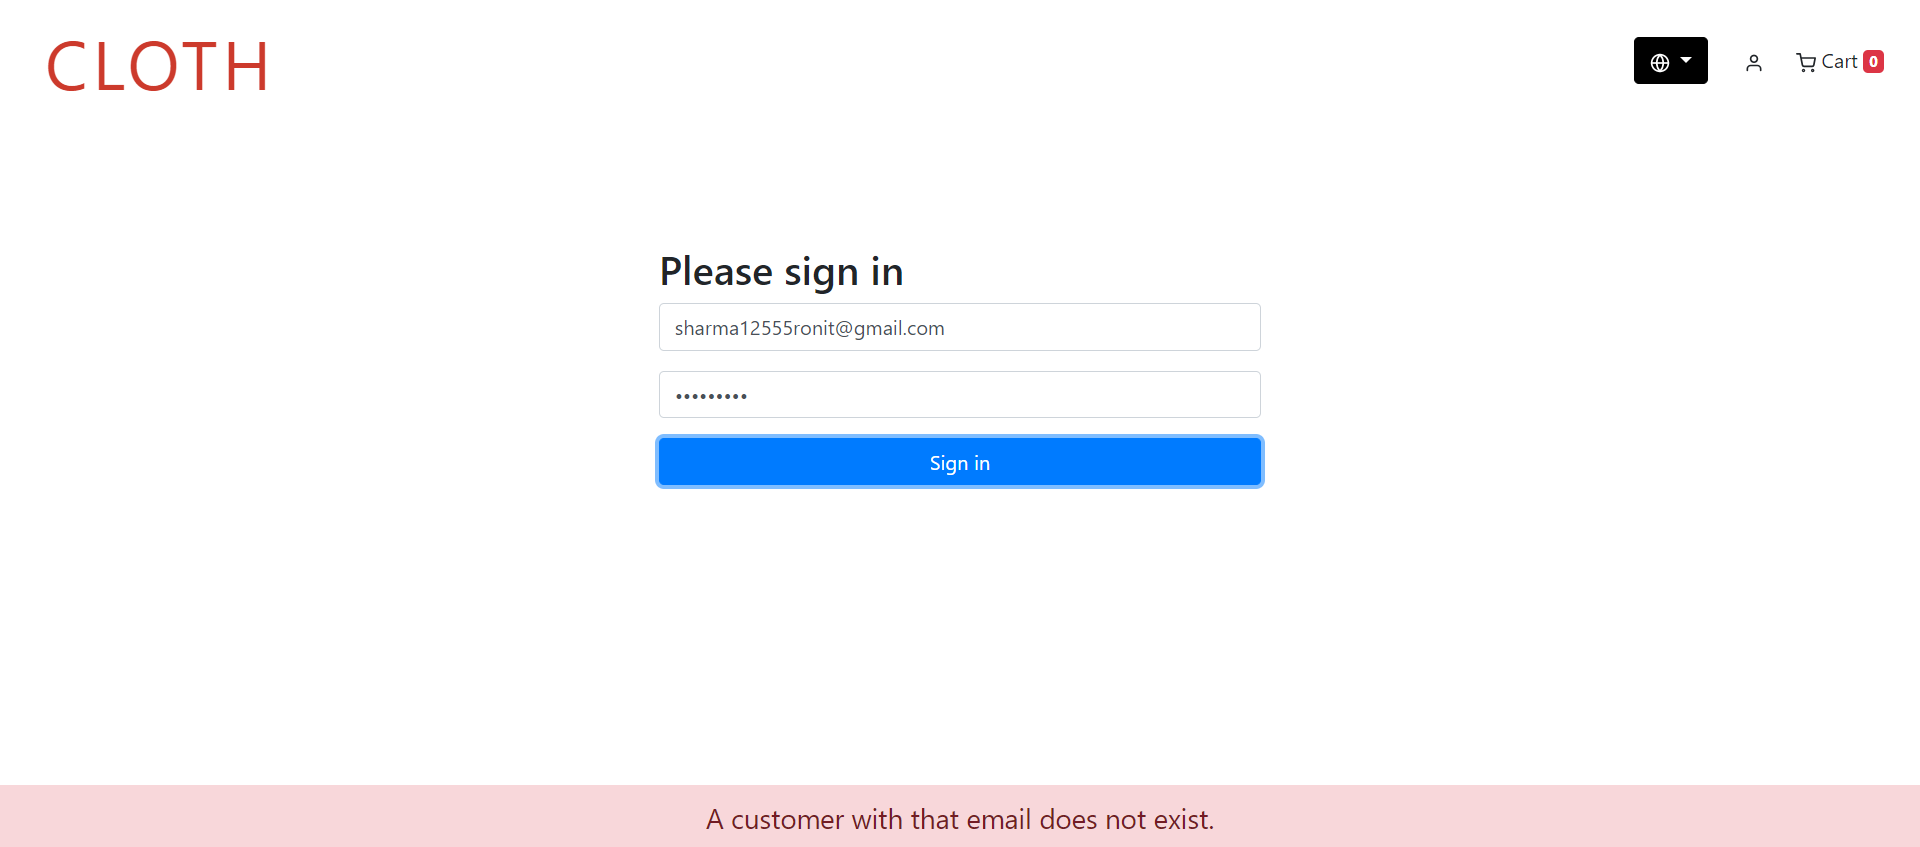 CLOTH
Cart 0
Please sign in
sharma12555ronit@gmail.com
•••••••••
Sign in
A customer with that email does not exist.